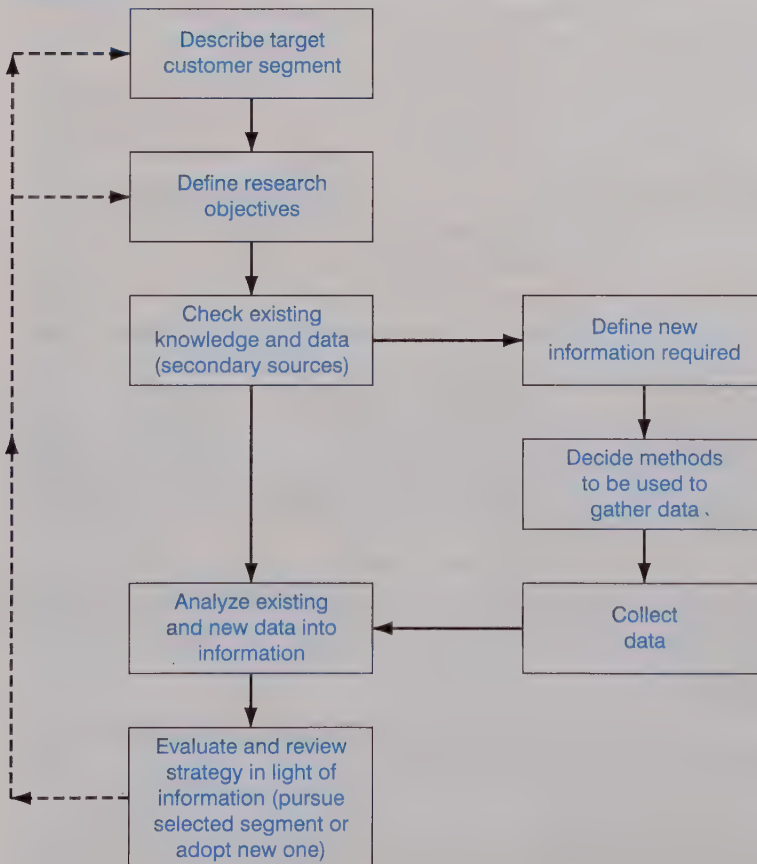 Describe target
customer segment
Define research
objectives
Check existing
knowledge and data
(secondary sources)
Define new
information required
Decide methods
to be used to
gather data
Collect
data
Analyze existing
and new data into
information
Evaluate and review
strategy in light of
information (pursue
selected segment or
adopt new one)